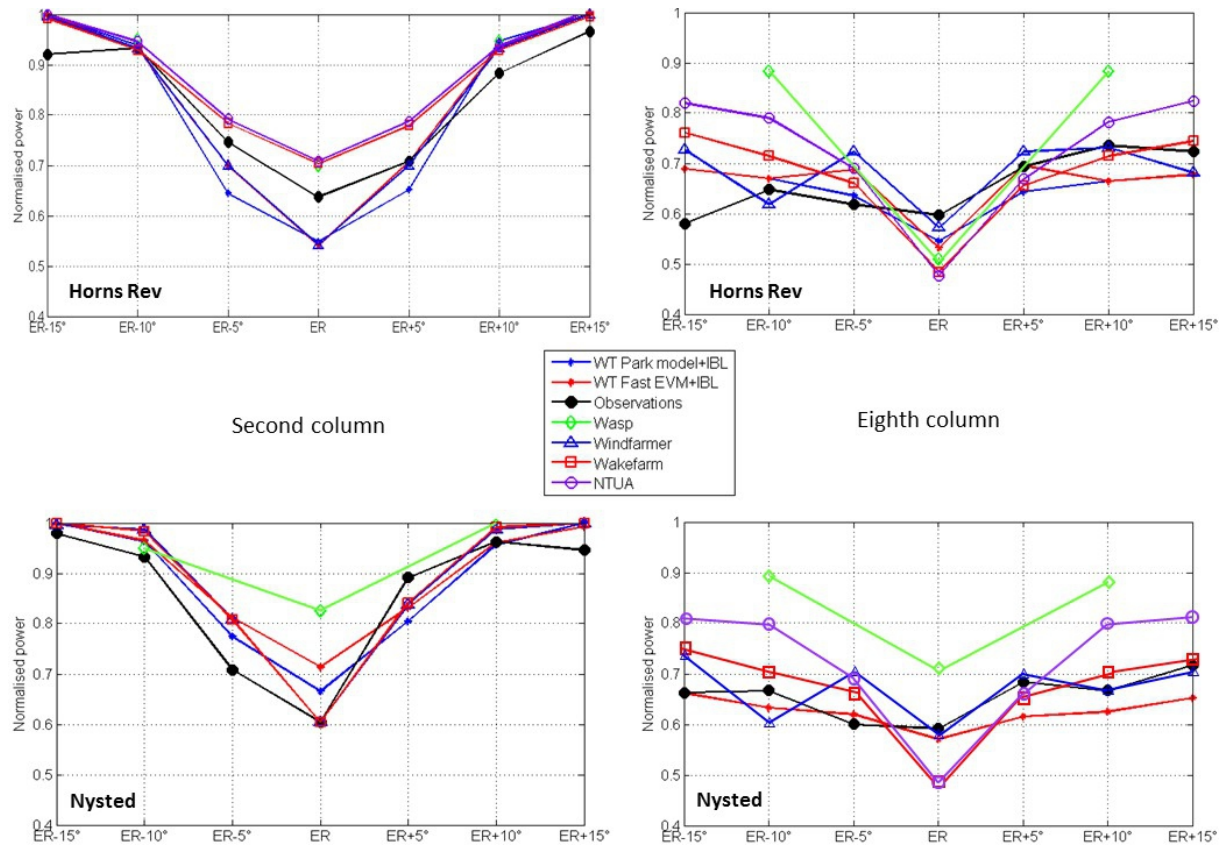 1
0.9
0.8
0.7
0.6
0.5
0.4
Normalised power
Horns Rev
ER-15° ER-10° ER-5° ER ER+5° ER+10° ER+15°
1
0.9
0.8
0.7
0.6
0.5
0.4
Normalised power
Horns Rev
ER-15° ER-10° ER-5° ER ER+5° ER+10° ER+15°
Second column
WT Park model+IBL
WT Fast EVM+IBL
Observations
Wasp
Windfarmer
Wakefarm
NTUA
Eighth column
1
0.9
0.8
0.7
0.6
0.5
0.4
Normalised power
Nysted
ER-15° ER-10° ER-5° ER ER+5° ER+10° ER+15°
1
0.9
0.8
0.7
0.6
0.5
0.4
Normalised power
Nysted
ER-15° ER-10° ER-5° ER ER+5° ER+10° ER+15°